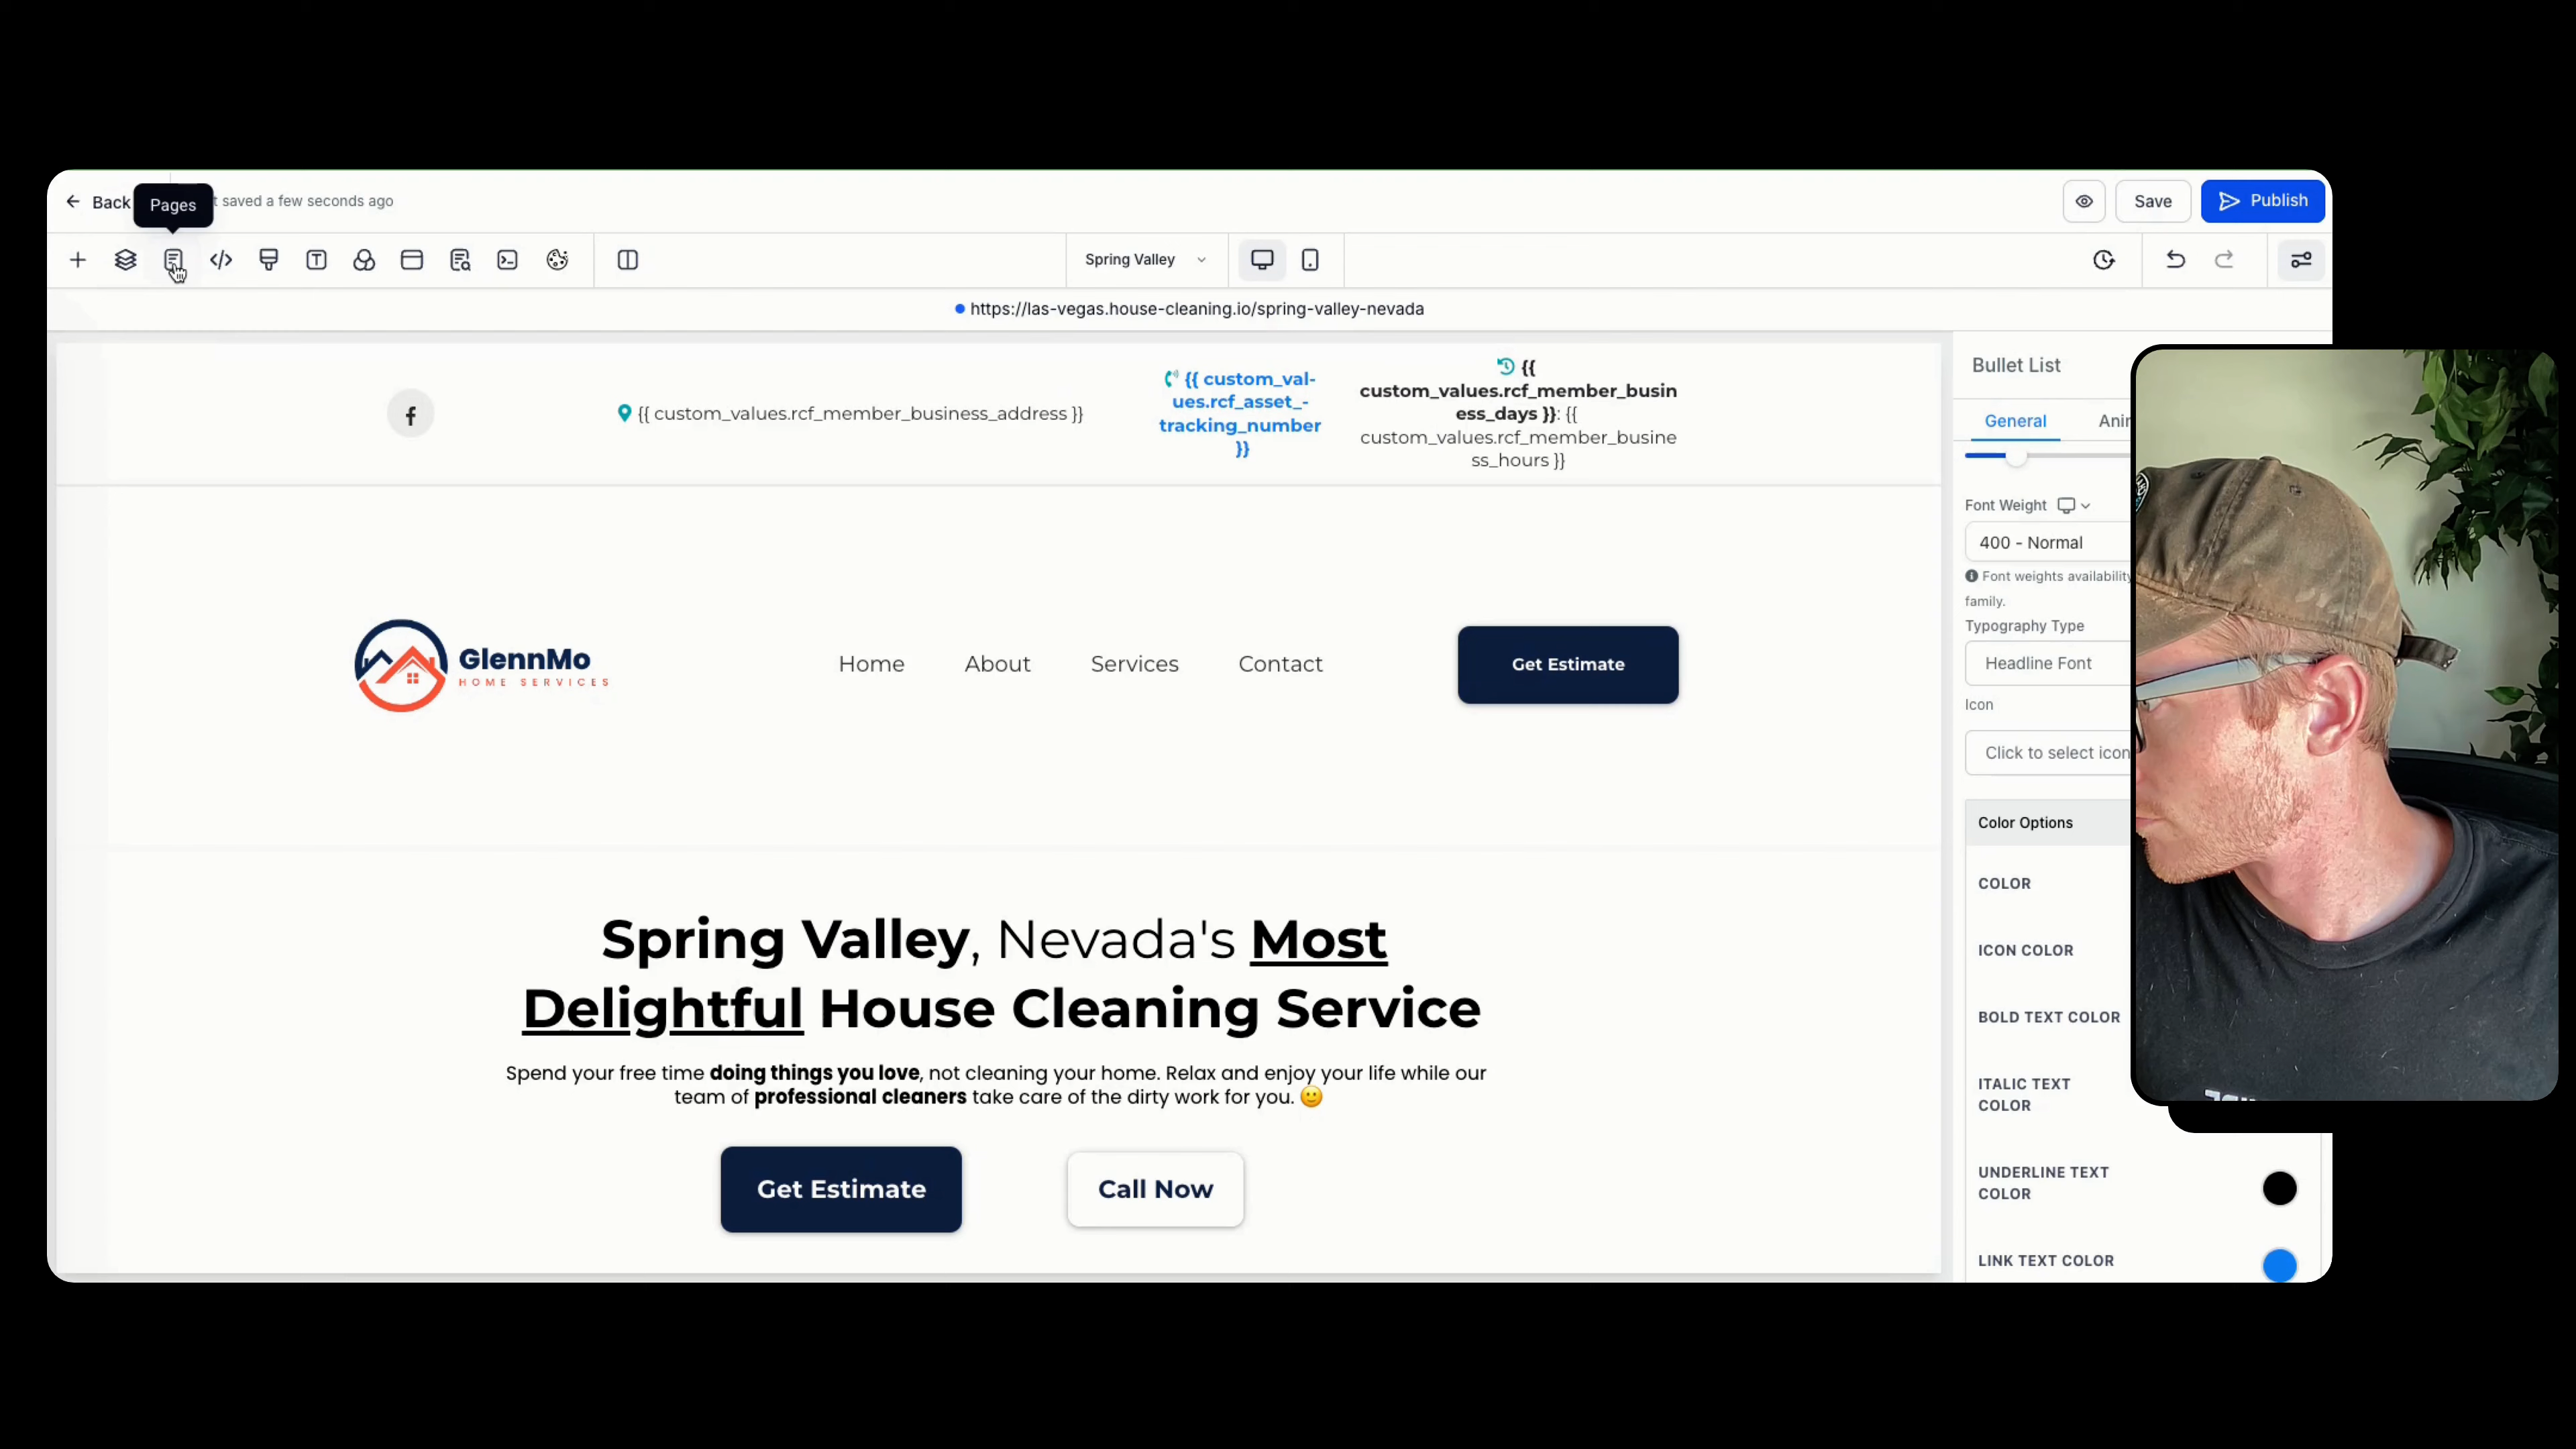 Back
Pages
t saved a few seconds ago
Save
Publish
Spring Valley
https://las-vegas.house-cleaning.io/spring-valley-nevada
{{ custom_values.rcf_member_business_address }}
{{ custom_val-
ues.rcf_asset_-
tracking_number
}}
{{
custom_values.rcf_member_busin
ess_days }}: {{
custom_values.rcf_member_busine
ss_hours }}
GlennMo
HOME SERVICES
Home
About
Services
Contact
Get Estimate
Spring Valley, Nevada's Most
Delightful House Cleaning Service
Spend your free time doing things you love, not cleaning your home. Relax and enjoy your life while our
team of professional cleaners take care of the dirty work for you. 🙂
Get Estimate
Call Now
Bullet List
General
Ani
Font Weight
400 - Normal
Font weights availability
family.
Typography Type
Headline Font
Icon
Click to select icon
Color Options
COLOR
ICON COLOR
BOLD TEXT COLOR
ITALIC TEXT
COLOR
UNDERLINE TEXT
COLOR
LINK TEXT COLOR